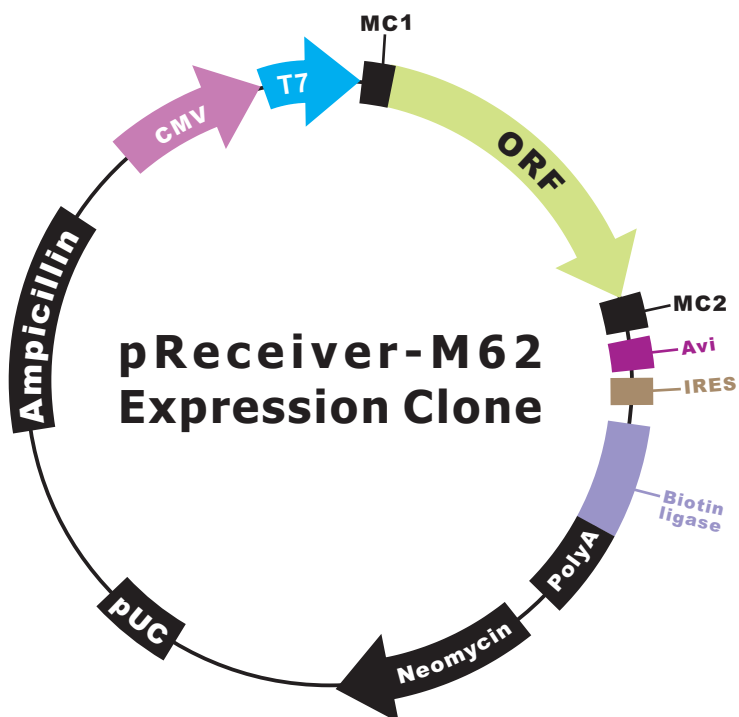 MC1
T7
CMV
ORF
Ampicillin
MC2
pReceiver-M62
Avi
Expression Clone
IRES
Biotin
ligase
PolyA
pUC
Neomycin